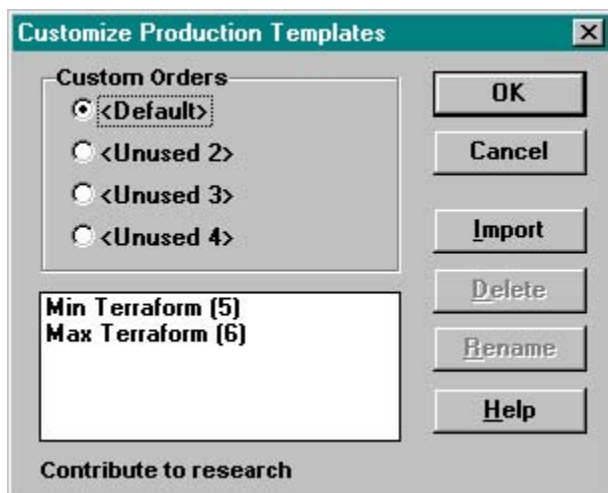 Customize Production Templates
Custom Orders
<Default>
<Unused 2>
<Unused 3>
<Unused 4>
OK
Cancel
Import
Delete
Rename
Help
Min Terraform (5)
Max Terraform (6)
Contribute to research